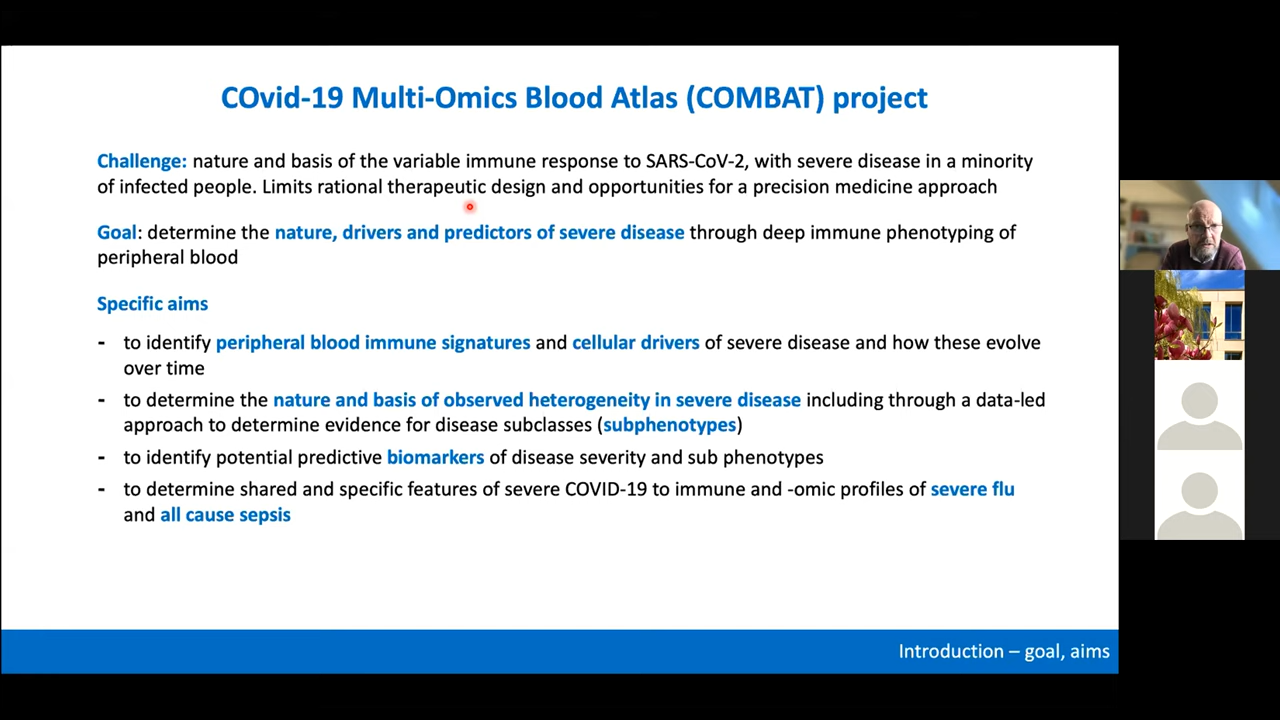 COvid-19 Multi-Omics Blood Atlas (COMBAT) project
Challenge: nature and basis of the variable immune response to SARS-CoV-2, with severe disease in a minority
of infected people. Limits rational therapeutic design and opportunities for a precision medicine approach
Goal: determine the nature, drivers and predictors of severe disease through deep immune phenotyping of
peripheral blood
Specific aims
- to identify peripheral blood immune signatures and cellular drivers of severe disease and how these evolve
over time
- to determine the nature and basis of observed heterogeneity in severe disease including through a data-led
approach to determine evidence for disease subclasses (subphenotypes)
- to identify potential predictive biomarkers of disease severity and sub phenotypes
- to determine shared and specific features of severe COVID-19 to immune and -omic profiles of severe flu
and all cause sepsis
Introduction – goal, aims